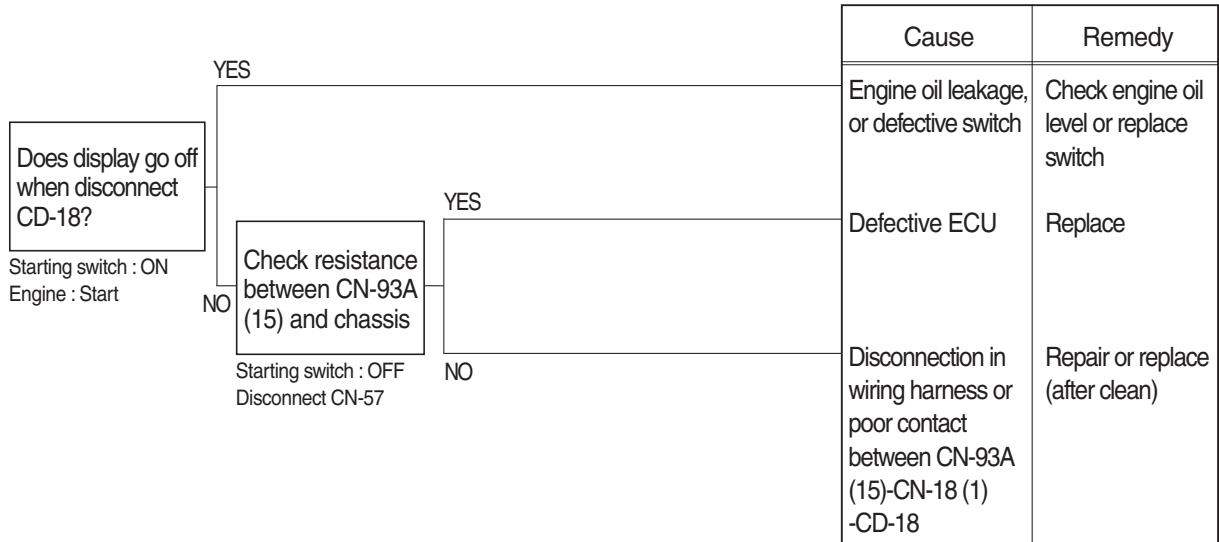 Cause
Remedy
YES
Engine oil leakage,
or defective switch
Check engine oil
level or replace
switch
Does display go off
when disconnect
CD-18?
Starting switch : ON
Engine : Start
NO
Check resistance
between CN-93A
(15) and chassis
Starting switch : OFF
Disconnect CN-57
YES
Defective ECU
Replace
NO
Disconnection in
wiring harness or
poor contact
between CN-93A
(15)-CN-18 (1)
-CD-18
Repair or replace
(after clean)